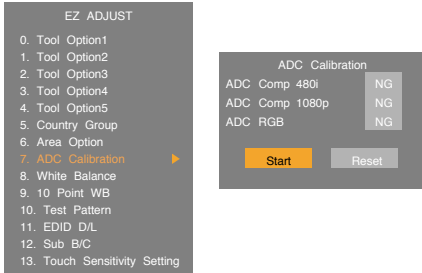 EZ ADJUST
0. Tool Option1
1. Tool Option2
2. Tool Option3
3. Tool Option4
4. Tool Option5
5. Country Group
6. Area Option
7. ADC Calibration
8. White Balance
9. 10 Point WB
10. Test Pattern
11. EDID D/L
12. Sub B/C
13. Touch Sensitivity Setting
ADC Calibration
ADC Comp 480i NG
ADC Comp 1080p NG
ADC RGB NG
Start Reset